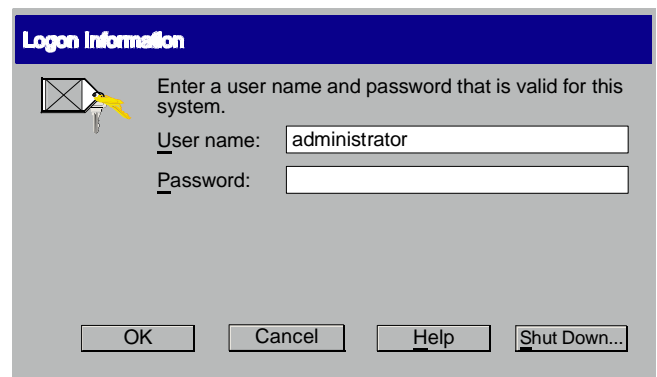 Logon Information
Enter a user name and password that is valid for this
system.
User name: administrator
Password:
OK Cancel Help Shut Down...